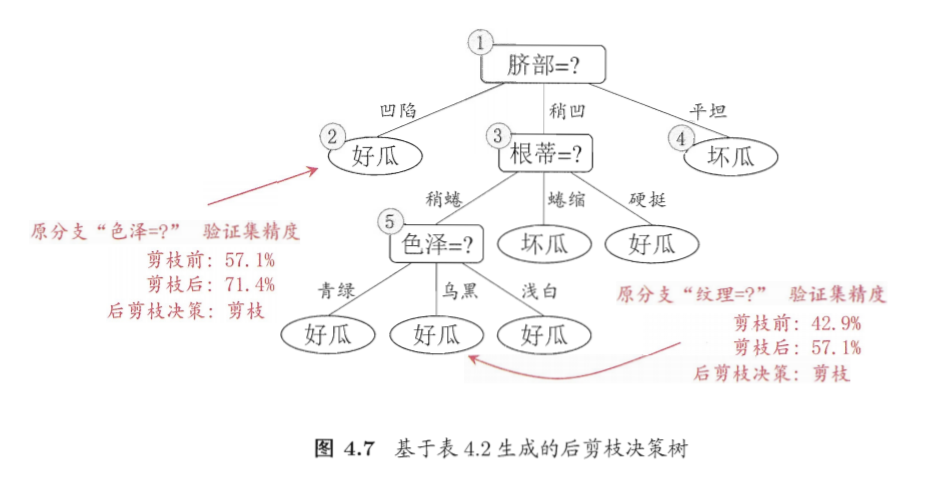 ①
脐部=?
凹陷 稍凹 平坦
② ③ ④
好瓜 根蒂=? 坏瓜
稍蜷 蜷缩 硬挺
⑤
色泽=? 坏瓜 好瓜
原分支“色泽=?” 验证集精度
剪枝前: 57.1%
剪枝后: 71.4%
后剪枝决策: 剪枝
青绿 乌黑 浅白
好瓜 好瓜 好瓜
原分支“纹理=?” 验证集精度
剪枝前: 42.9%
剪枝后: 57.1%
后剪枝决策: 剪枝
图 4.7 基于表 4.2 生成的后剪枝决策树